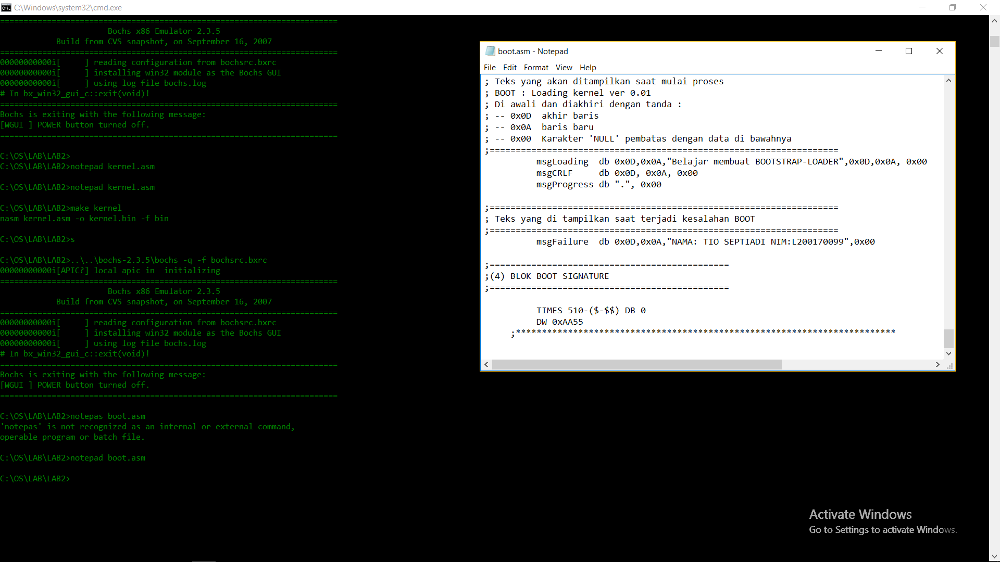 C:\Windows\system32\cmd.exe
========================================================================
Bochs x86 Emulator 2.3.5
Build from CVS snapshot, on September 16, 2007
========================================================================
00000000000i[     ] reading configuration from bochsrc.bxrc
00000000000i[     ] installing win32 module as the Bochs GUI
00000000000i[     ] using log file bochs.log
# In bx_win32_gui_c::exit(void)!
========================================================================
Bochs is exiting with the following message:
[WGUI ] POWER button turned off.
========================================================================
C:\OS\LAB\LAB2>
C:\OS\LAB\LAB2>notepad kernel.asm
C:\OS\LAB\LAB2>notepad kernel.asm
C:\OS\LAB\LAB2>make kernel
nasm kernel.asm -o kernel.bin -f bin
C:\OS\LAB\LAB2>s
C:\OS\LAB\LAB2>..\..\bochs-2.3.5\bochs -q -f bochsrc.bxrc
00000000000i[APIC?] local apic in  initializing
========================================================================
Bochs x86 Emulator 2.3.5
Build from CVS snapshot, on September 16, 2007
========================================================================
00000000000i[     ] reading configuration from bochsrc.bxrc
00000000000i[     ] installing win32 module as the Bochs GUI
00000000000i[     ] using log file bochs.log
# In bx_win32_gui_c::exit(void)!
========================================================================
Bochs is exiting with the following message:
[WGUI ] POWER button turned off.
========================================================================
C:\OS\LAB\LAB2>notepas boot.asm
'notepas' is not recognized as an internal or external command,
operable program or batch file.
C:\OS\LAB\LAB2>notepad boot.asm
C:\OS\LAB\LAB2>
boot.asm - Notepad
File Edit Format View Help
; Teks yang akan ditampilkan saat mulai proses
; BOOT : Loading kernel ver 0.01
; Di awali dan diakhiri dengan tanda :
; -- 0x0D  akhir baris
; -- 0x0A  baris baru
; -- 0x00  Karakter 'NULL' pembatas dengan data di bawahnya
;===================================================================
msgLoading  db 0x0D,0x0A,"Belajar membuat BOOTSTRAP-LOADER",0x0D,0x0A, 0x00
msgCRLF     db 0x0D, 0x0A, 0x00
msgProgress db ".", 0x00
;===================================================================
; Teks yang di tampilkan saat terjadi kesalahan BOOT
;===================================================================
msgFailure  db 0x0D,0x0A,"NAMA: TIO SEPTIADI NIM:L200170099",0x00
;==============================================
;(4) BLOK BOOT SIGNATURE
;==============================================
TIMES 510-($-$$) DB 0
DW 0xAA55
;*************************************************************************
Activate Windows
Go to Settings to activate Windows.